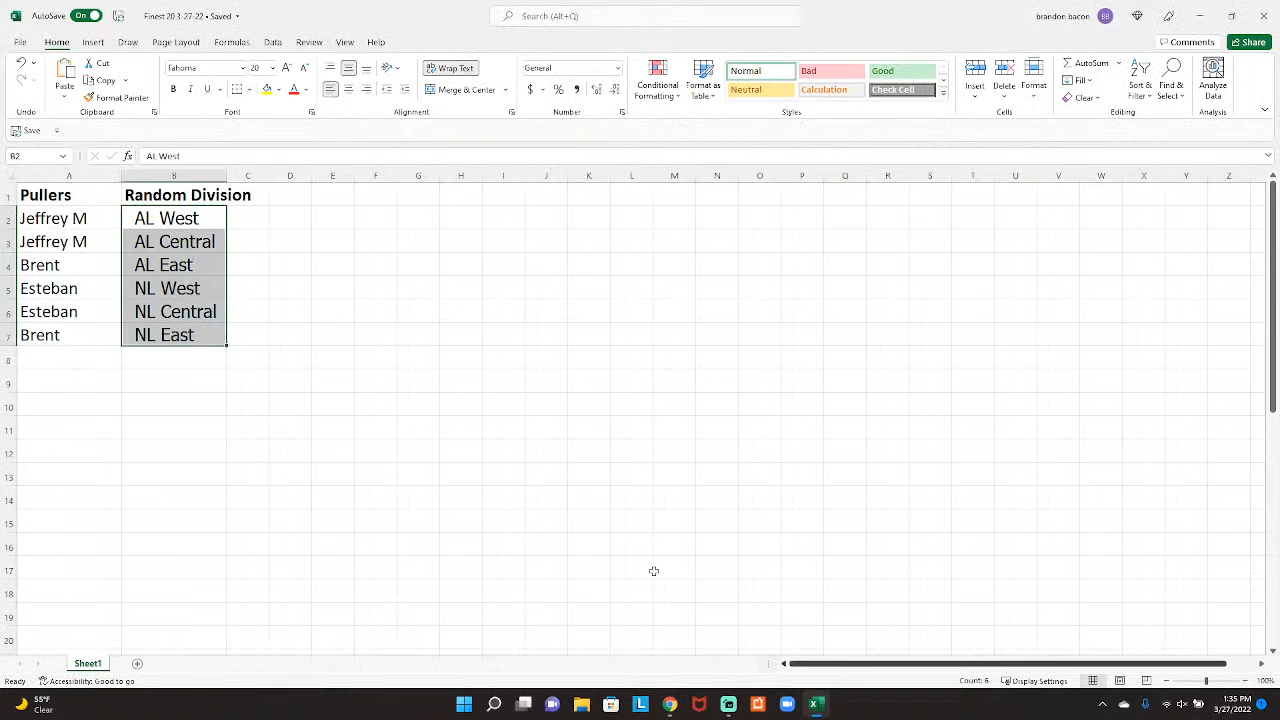 AutoSave On Finest 20 3-27-22 • Saved Search (Alt+Q) brandon bacon BB
File Home Insert Draw Page Layout Formulas Data Review View Help Comments Share
Paste Cut Copy Format Painter
Tahoma 20 Wrap Text Merge & Center General
Conditional Formatting Format as Table Normal Bad Good Neutral Calculation Check Cell
Insert Delete Format AutoSum Fill Clear Sort & Filter Find & Select Analyze Data
Undo Clipboard Font Alignment Number Styles Cells Editing Analysis
Save
B2 fx AL West
A B C D E F G H I J K L M N O P Q R S T U V W X Y Z
1 Pullers Random Division
2 Jeffrey M AL West
3 Jeffrey M AL Central
4 Brent AL East
5 Esteban NL West
6 Esteban NL Central
7 Brent NL East
8
9
10
11
12
13
14
15
16
17
18
19
20
Sheet1
Ready Accessibility: Good to go Count: 6 Display Settings 100%
55°F
Clear
1:35 PM
3/27/2022